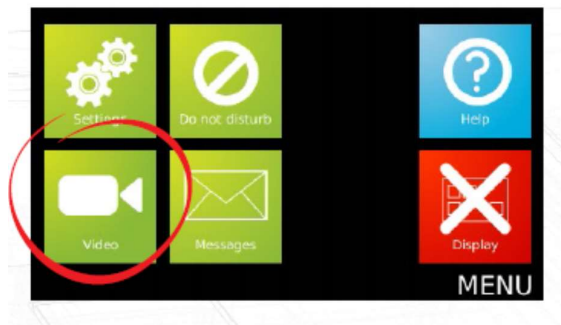 Settings
Do not disturb
Help
Video
Messages
Display
MENU